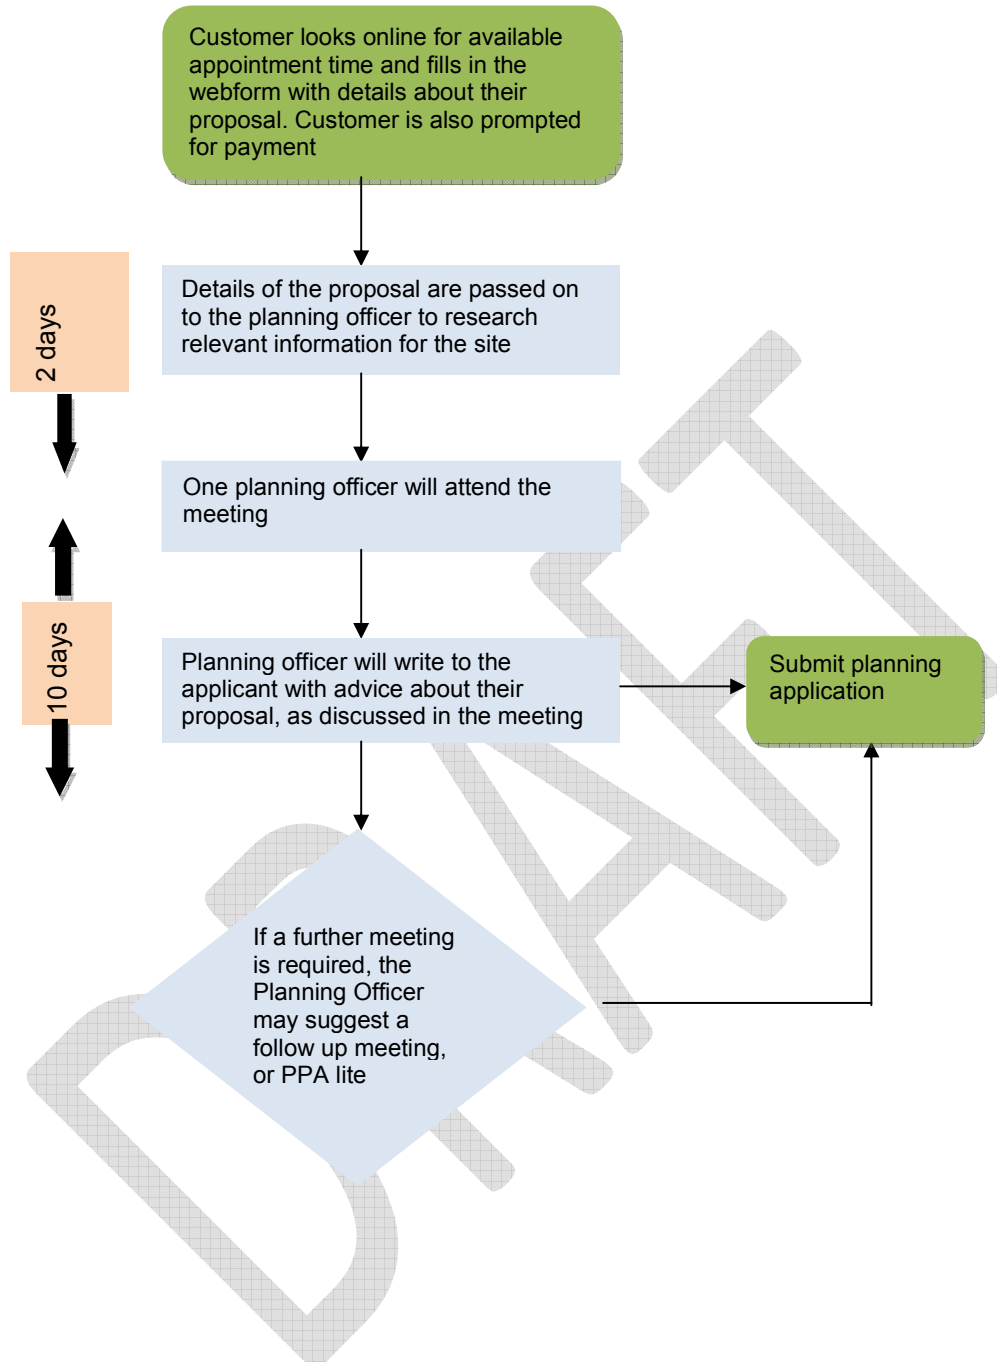 Customer looks online for available
appointment time and fills in the
webform with details about their
proposal. Customer is also prompted
for payment
2 days
Details of the proposal are passed on
to the planning officer to research
relevant information for the site
One planning officer will attend the
meeting
10 days
Planning officer will write to the
applicant with advice about their
proposal, as discussed in the meeting
Submit planning
application
If a further meeting
is required, the
Planning Officer
may suggest a
follow up meeting,
or PPA lite
DRAFT